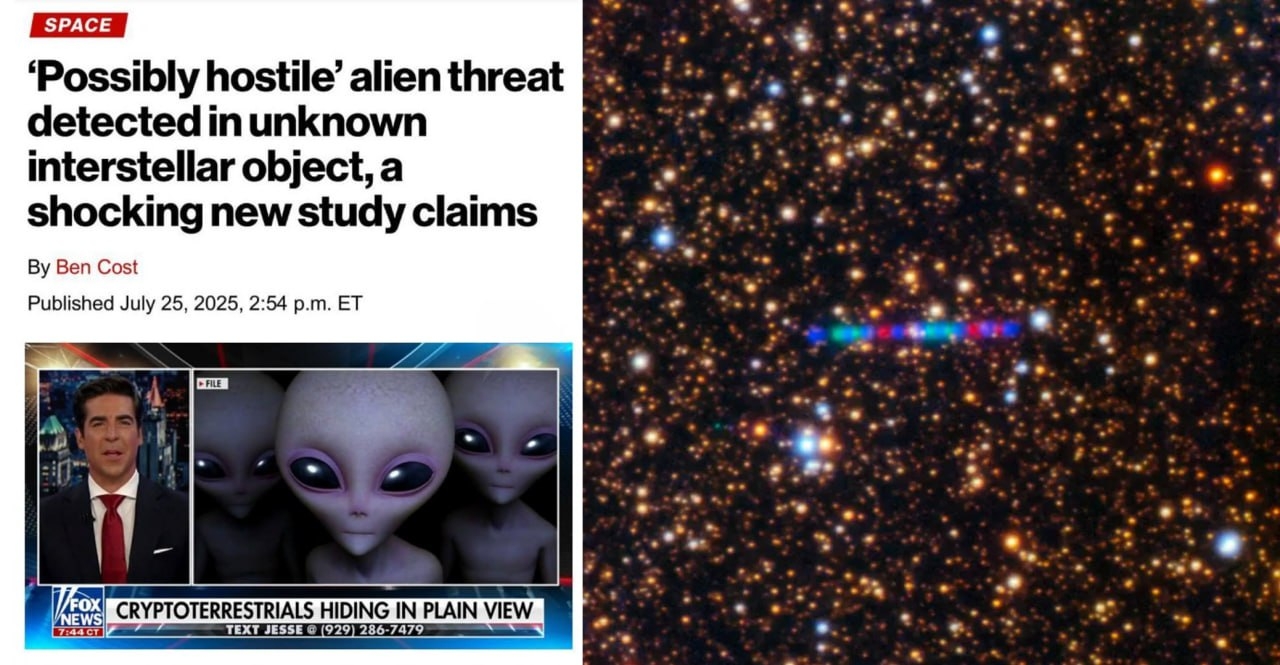 SPACE
‘Possibly hostile’ alien threat
detected in unknown
interstellar object, a
shocking new study claims
By Ben Cost
Published July 25, 2025, 2:54 p.m. ET
FILE
FOX
NEWS
7:44 CT
CRYPTOTERRESTRIALS HIDING IN PLAIN VIEW
TEXT JESSE @ (929) 286-7479